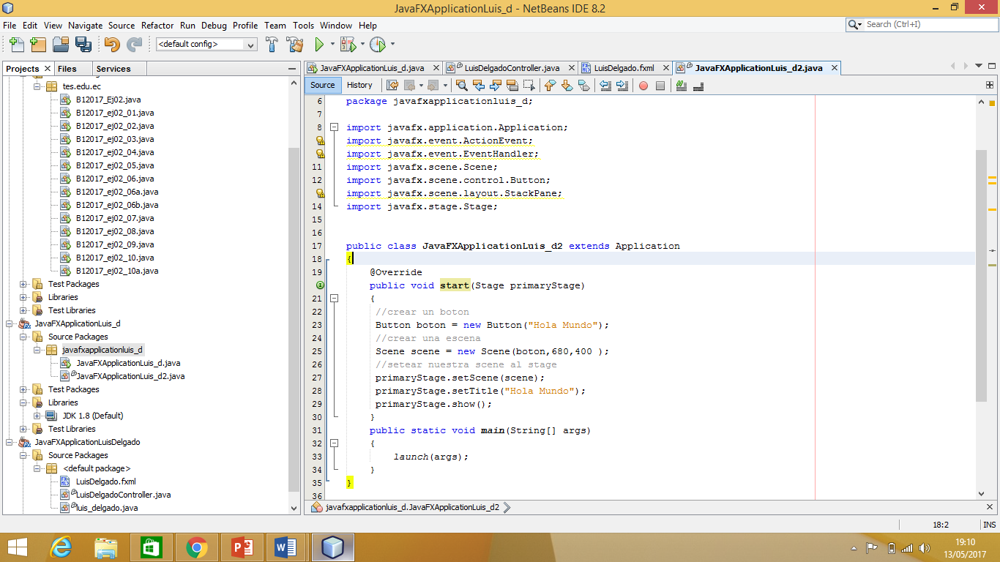 JavaFXApplicationLuis_d - NetBeans IDE 8.2
File Edit View Navigate Source Refactor Run Debug Profile Team Tools Window Help
Search (Ctrl+I)
<default config>
Projects Files Services
tes.edu.ec
B12017_Ej02.java
B12017_ej02_01.java
B12017_ej02_02.java
B12017_ej02_03.java
B12017_ej02_04.java
B12017_ej02_05.java
B12017_ej02_06.java
B12017_ej02_06a.java
B12017_ej02_06b.java
B12017_ej02_07.java
B12017_ej02_08.java
B12017_ej02_09.java
B12017_ej02_10.java
B12017_ej02_10a.java
Test Packages
Libraries
Test Libraries
JavaFXApplicationLuis_d
Source Packages
javafxapplicationluis_d
JavaFXApplicationLuis_d.java
JavaFXApplicationLuis_d2.java
Test Packages
Libraries
JDK 1.8 (Default)
Test Libraries
JavaFXApplicationLuisDelgado
Source Packages
<default package>
LuisDelgado.fxml
LuisDelgadoController.java
luis_delgado.java
JavaFXApplicationLuis_d.java LuisDelgadoController.java LuisDelgado.fxml JavaFXApplicationLuis_d2.java
Source History
6 package javafxapplicationluis_d;
7
8 import javafx.application.Application;
import javafx.event.ActionEvent;
import javafx.event.EventHandler;
11 import javafx.scene.Scene;
12 import javafx.scene.control.Button;
import javafx.scene.layout.StackPane;
14 import javafx.stage.Stage;
15
16
17 public class JavaFXApplicationLuis_d2 extends Application
18 {
19 @Override
public void start(Stage primaryStage)
21 {
22 //crear un boton
23 Button boton = new Button("Hola Mundo");
24 //crear una escena
25 Scene scene = new Scene(boton,680,400 );
26 //setear nuestra scene al stage
27 primaryStage.setScene(scene);
28 primaryStage.setTitle("Hola Mundo");
29 primaryStage.show();
30 }
31 public static void main(String[] args)
32 {
33 launch(args);
34 }
35 }
36
javafxapplicationluis_d.JavaFXApplicationLuis_d2
18:2 INS
19:10
13/05/2017